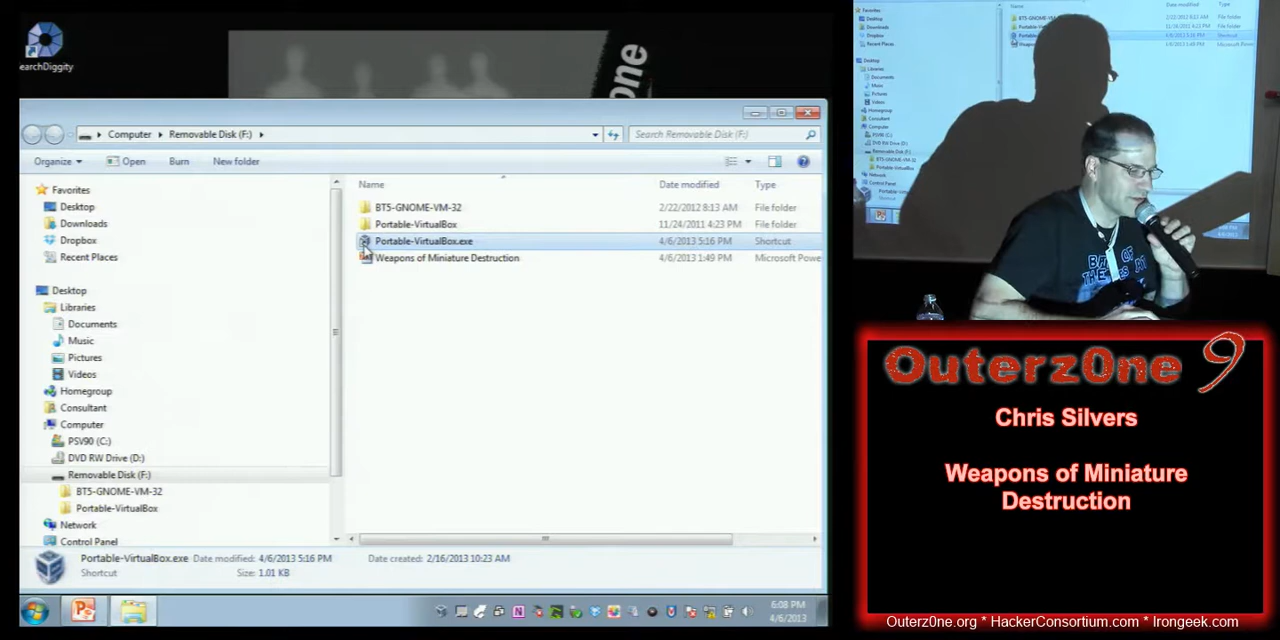 SearchDiggity
one
Computer
Removable Disk (F:)
Search Removable Disk (F:)
Organize
Open
Burn
New folder
Name
Date modified
Type
Favorites
Desktop
Downloads
Dropbox
Recent Places
Desktop
Libraries
Documents
Music
Pictures
Videos
Homegroup
Consultant
Computer
PSV90 (C:)
DVD RW Drive (D:)
Removable Disk (F:)
BT5-GNOME-VM-32
Portable-VirtualBox
Network
Control Panel
BT5-GNOME-VM-32 2/22/2012 8:13 AM File folder
Portable-VirtualBox 11/24/2011 4:23 PM File folder
Portable-VirtualBox.exe 4/6/2013 5:16 PM Shortcut
Weapons of Miniature Destruction 4/6/2013 1:49 PM Microsoft Powe
Portable-VirtualBox.exe Date modified: 4/6/2013 5:16 PM Date created: 2/16/2013 10:23 AM
Shortcut Size: 1.01 KB
6:08 PM
4/6/2013
Outerz0ne 9
Chris Silvers
Weapons of Miniature
Destruction
Outerz0ne.org * HackerConsortium.com * Irongeek.com